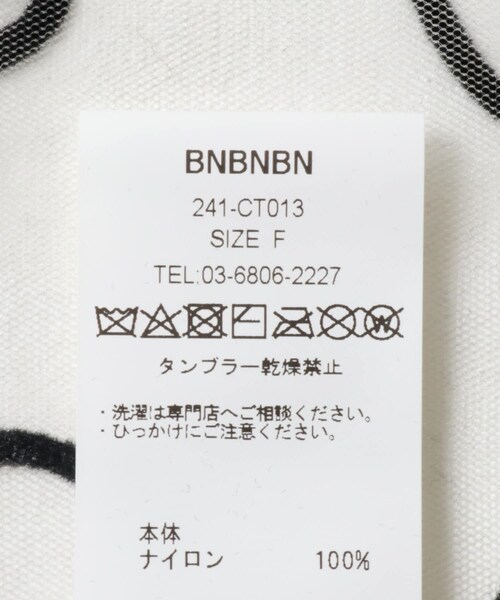 BNBNBN
241-CT013
SIZE F
TEL:03-6806-2227
W
タンブラー乾燥禁止
・洗濯は専門店へご相談ください。
・ひっかけにご注意ください。
本体
ナイロン 100%